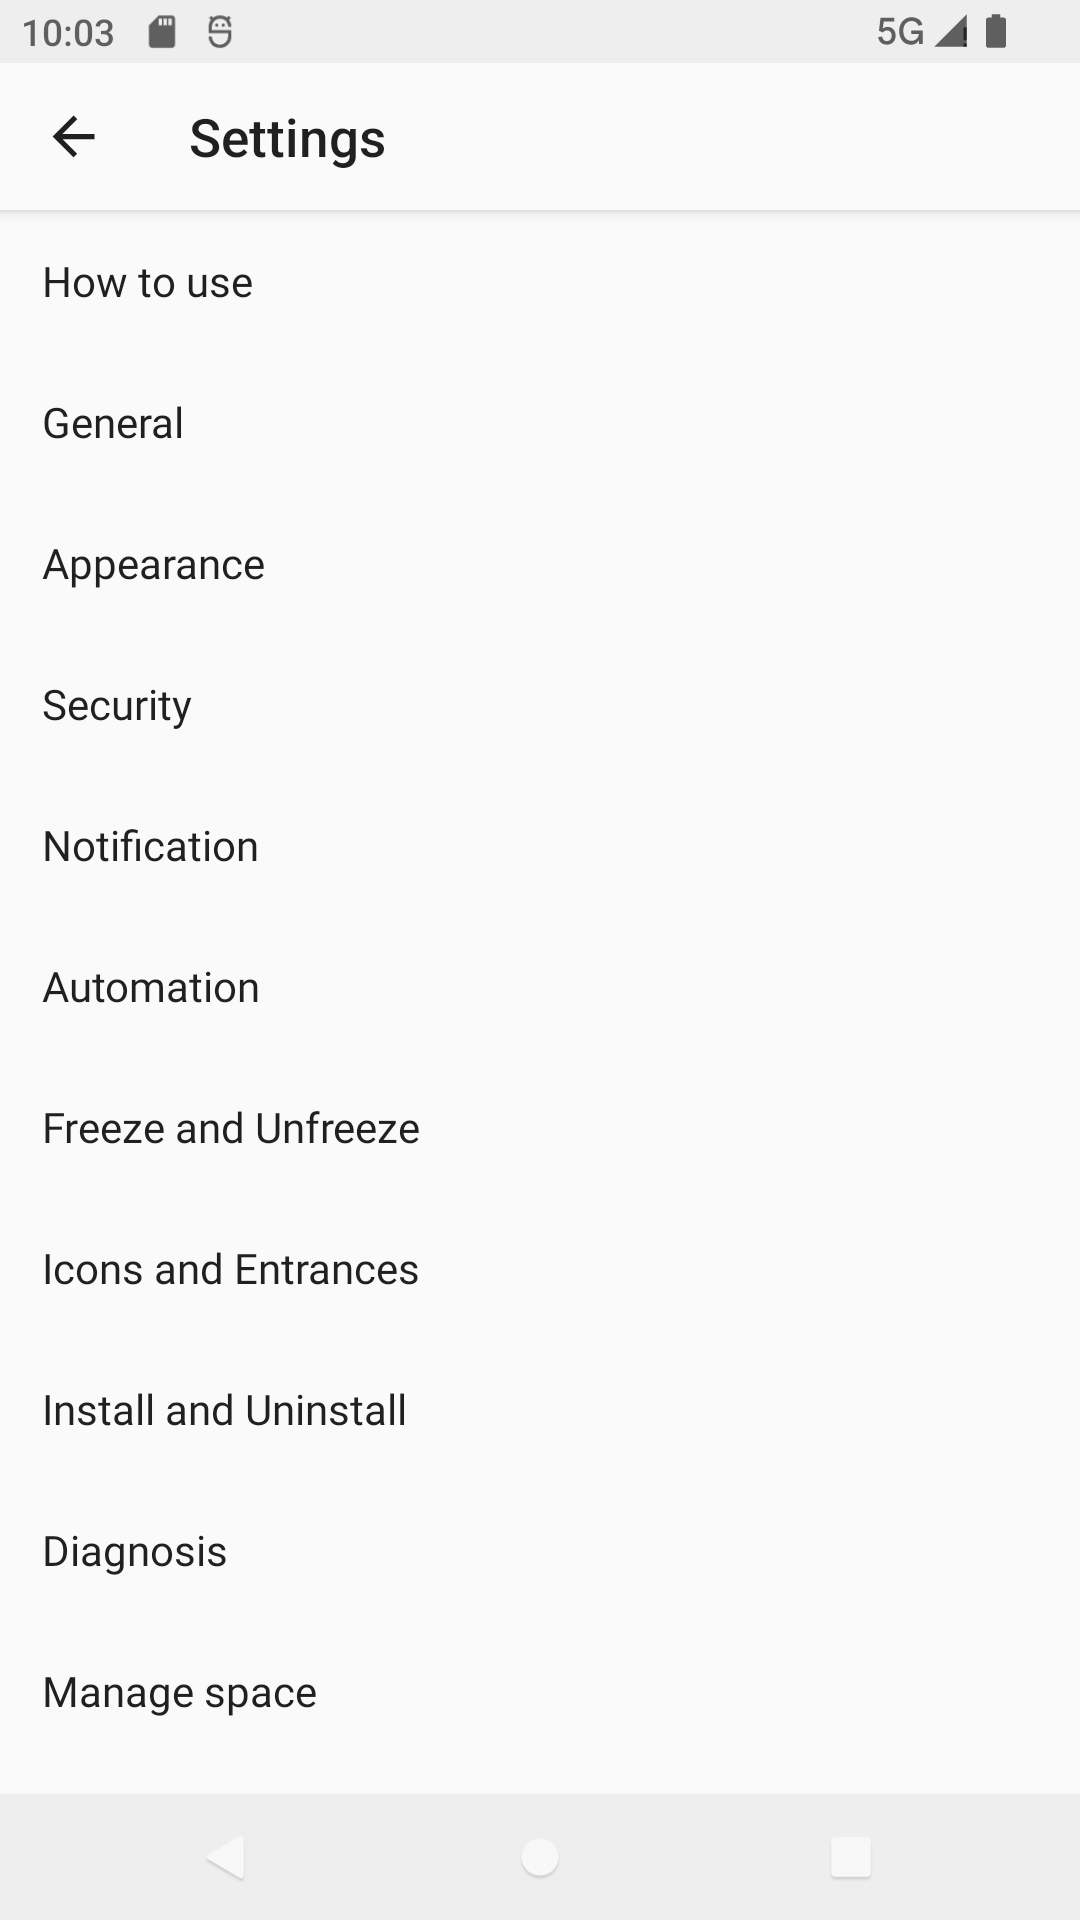 10:03
5G
Settings
How to use
General
Appearance
Security
Notification
Automation
Freeze and Unfreeze
Icons and Entrances
Install and Uninstall
Diagnosis
Manage space